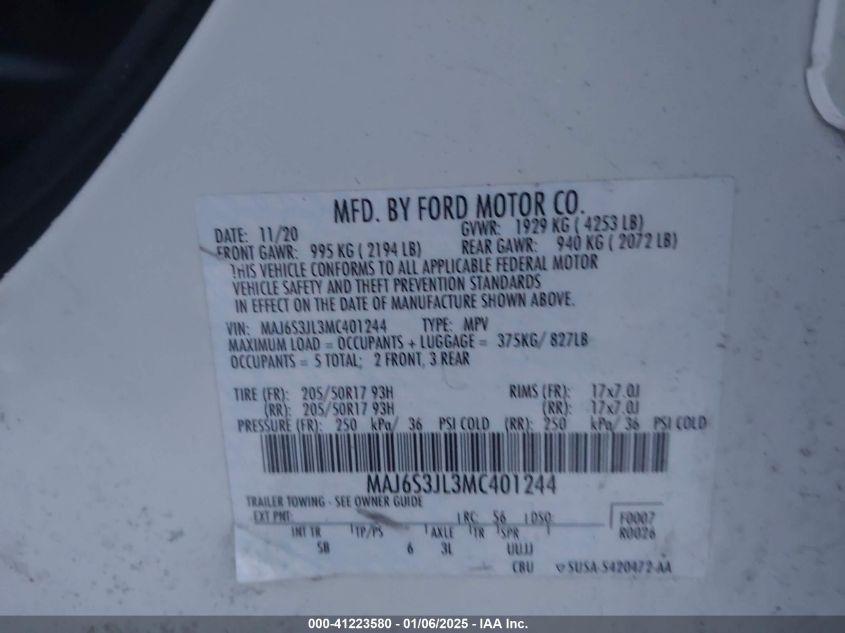 MFD. BY FORD MOTOR CO.
DATE: 11/20 GVWR: 1929 KG ( 4253 LB)
FRONT GAWR: 995 KG ( 2194 LB) REAR GAWR: 940 KG ( 2072 LB)
THIS VEHICLE CONFORMS TO ALL APPLICABLE FEDERAL MOTOR
VEHICLE SAFETY AND THEFT PREVENTION STANDARDS
IN EFFECT ON THE DATE OF MANUFACTURE SHOWN ABOVE.
VIN: MAJ6S3JL3MC401244 TYPE: MPV
MAXIMUM LOAD = OCCUPANTS + LUGGAGE = 375KG/ 827LB
OCCUPANTS = 5 TOTAL; 2 FRONT, 3 REAR
TIRE (FR): 205/50R17 93H RIMS (FR): 17x7.0J
(RR): 205/50R17 93H (RR): 17x7.0J
PRESSURE (FR): 250 kPa/ 36 PSI COLD (RR): 250 kPa/ 36 PSI COLD
MAJ6S3JL3MC401244
TRAILER TOWING - SEE OWNER GUIDE
EXT PNT: RC: 56 DSO: F0007
INT TR TP/PS AXLE TR SPR R0026
SB 6 3L UUJJ
CBU SUSA-5420472-AA
000-41223580 - 01/06/2025 - IAA Inc.